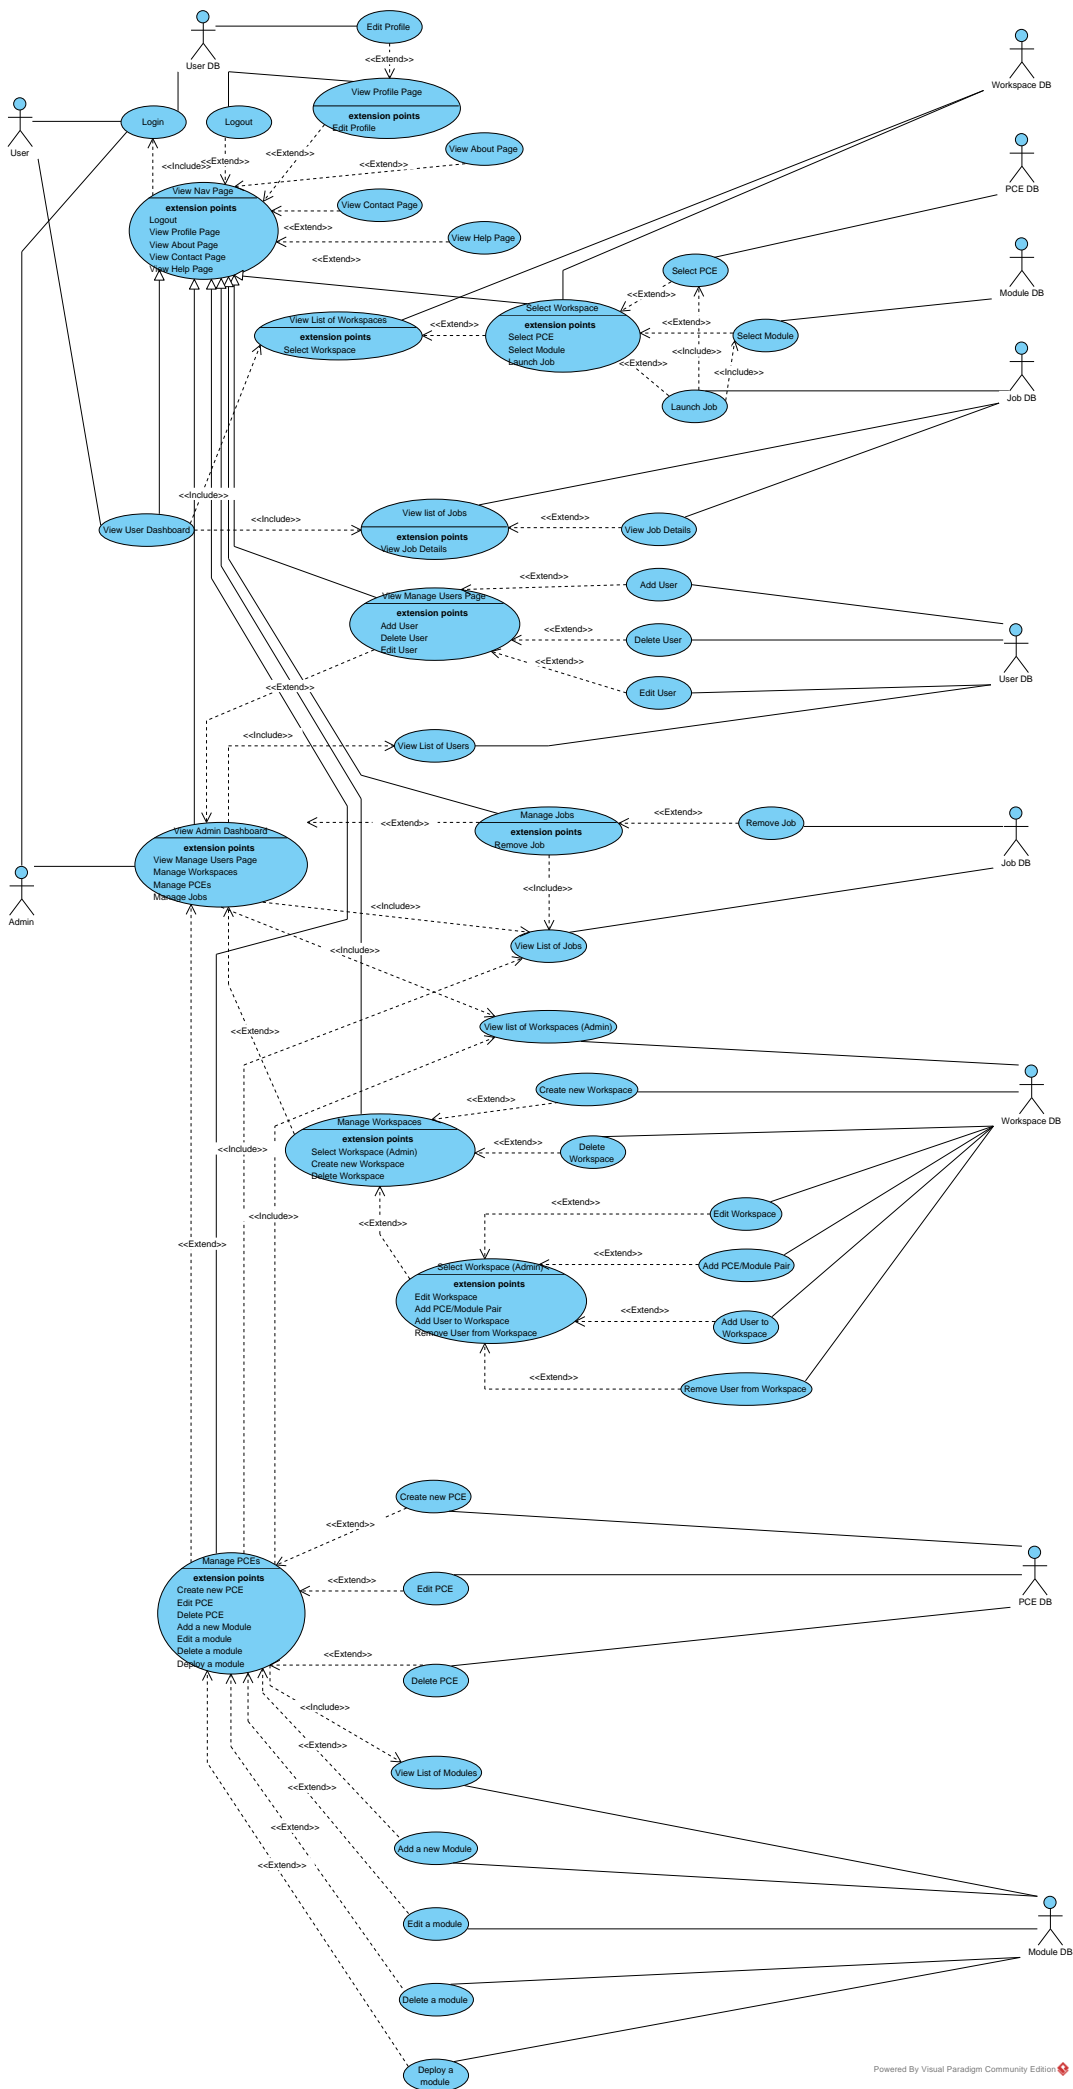 Edit Profile
User DB
<<Extend>>
Workspace DB
View Profile Page
extension points
Edit Profile
Login
Logout
User
View About Page
<<Extend>>
<<Include>>
<<Extend>>
<<Extend>>
PCE DB
View Nav Page
extension points
Logout
View Profile Page
View About Page
View Contact Page
View Help Page
View Contact Page
<<Extend>>
View Help Page
<<Extend>>
Select PCE
Module DB
<<Extend>>
Select Workspace
extension points
Select PCE
Select Module
Launch Job
View List of Workspaces
extension points
Select Workspace
<<Extend>>
<<Extend>>
Select Module
<<Include>>
<<Extend>>
<<Include>>
Launch Job
Job DB
<<Include>>
View User Dashboard
<<Include>>
View list of Jobs
extension points
View Job Details
<<Extend>>
View Job Details
<<Extend>>
Add User
View Manage Users Page
extension points
Add User
Delete User
Edit User
<<Extend>>
Delete User
<<Extend>>
Edit User
User DB
<<Extend>>
<<Include>>
View List of Users
Manage Jobs
extension points
Remove Job
<<Extend>>
<<Extend>>
Remove Job
Job DB
View Admin Dashboard
extension points
View Manage Users Page
Manage Workspaces
Manage PCEs
Manage Jobs
Admin
<<Include>>
<<Include>>
View List of Jobs
<<Include>>
View list of Workspaces (Admin)
<<Extend>>
Create new Workspace
<<Extend>>
Workspace DB
Manage Workspaces
extension points
Select Workspace (Admin)
Create new Workspace
Delete Workspace
<<Extend>>
Delete
Workspace
<<Include>>
<<Include>>
<<Extend>>
<<Extend>>
<<Extend>>
Edit Workspace
Select Workspace (Admin)
extension points
Edit Workspace
Add PCE/Module Pair
Add User to Workspace
Remove User from Workspace
<<Extend>>
Add PCE/Module Pair
<<Extend>>
Add User to
Workspace
<<Extend>>
Remove User from Workspace
Create new PCE
<<Extend>>
Manage PCEs
extension points
Create new PCE
Edit PCE
Delete PCE
Add a new Module
Edit a module
Delete a module
Deploy a module
<<Extend>>
Edit PCE
PCE DB
<<Extend>>
Delete PCE
<<Include>>
<<Extend>>
View List of Modules
<<Extend>>
<<Extend>>
Add a new Module
<<Extend>>
Edit a module
Module DB
Delete a module
Deploy a
module
Powered By Visual Paradigm Community Edition